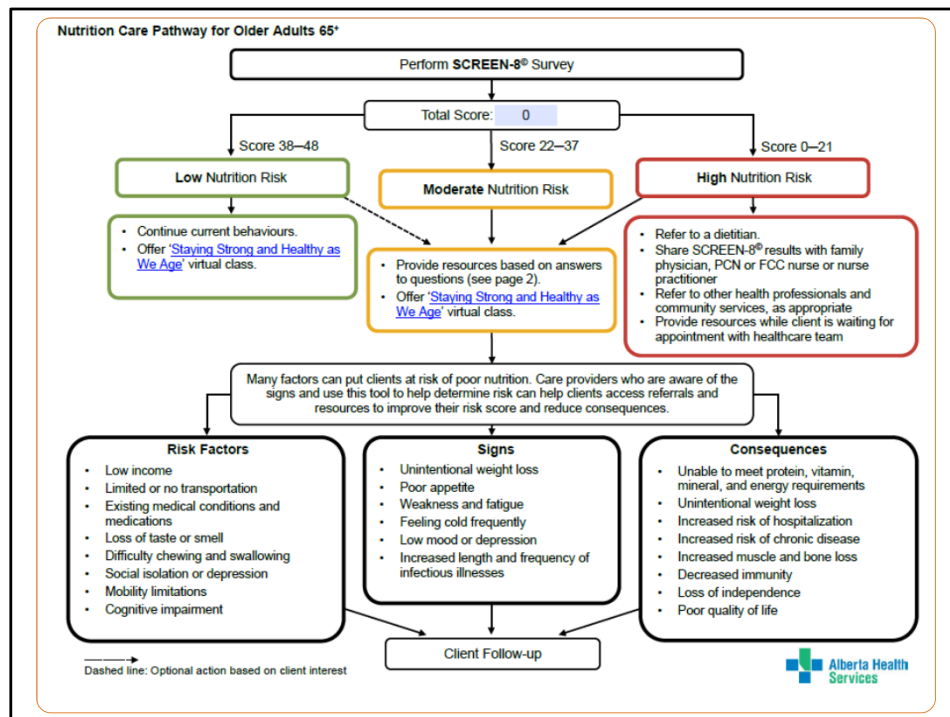 Nutrition Care Pathway for Older Adults 65⁺
Perform SCREEN-8© Survey
Total Score: 0
Score 38–48
Score 22–37
Score 0–21
Low Nutrition Risk
Moderate Nutrition Risk
High Nutrition Risk
• Continue current behaviours.
• Offer ‘Staying Strong and Healthy as
We Age’ virtual class.
• Provide resources based on answers
to questions (see page 2).
• Offer ‘Staying Strong and Healthy as
We Age’ virtual class.
• Refer to a dietitian.
• Share SCREEN-8© results with family
physician, PCN or FCC nurse or nurse
practitioner
• Refer to other health professionals and
community services, as appropriate
• Provide resources while client is waiting for
appointment with healthcare team
Many factors can put clients at risk of poor nutrition. Care providers who are aware of the
signs and use this tool to help determine risk can help clients access referrals and
resources to improve their risk score and reduce consequences.
Risk Factors
• Low income
• Limited or no transportation
• Existing medical conditions and
medications
• Loss of taste or smell
• Difficulty chewing and swallowing
• Social isolation or depression
• Mobility limitations
• Cognitive impairment
Signs
• Unintentional weight loss
• Poor appetite
• Weakness and fatigue
• Feeling cold frequently
• Low mood or depression
• Increased length and frequency of
infectious illnesses
Consequences
• Unable to meet protein, vitamin,
mineral, and energy requirements
• Unintentional weight loss
• Increased risk of hospitalization
• Increased risk of chronic disease
• Increased muscle and bone loss
• Decreased immunity
• Loss of independence
• Poor quality of life
Client Follow-up
Dashed line: Optional action based on client interest
Alberta Health
Services